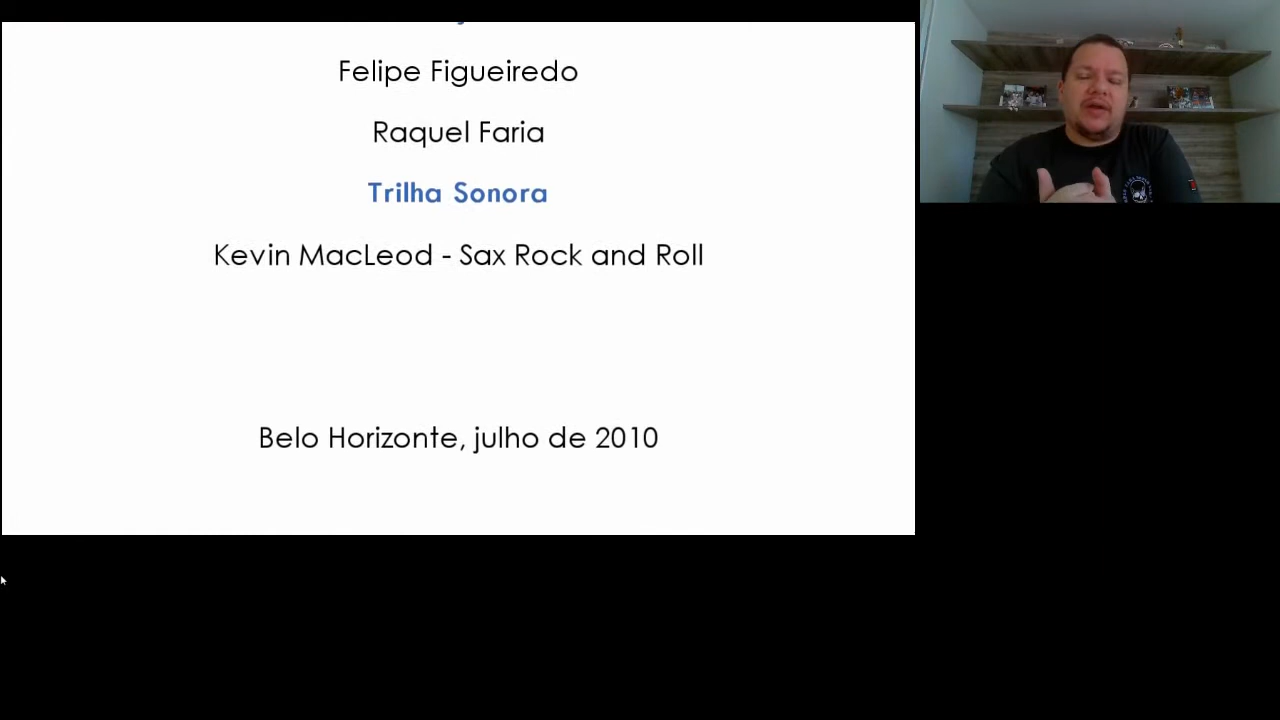 Felipe Figueiredo
Raquel Faria
Trilha Sonora
Kevin MacLeod - Sax Rock and Roll
Belo Horizonte, julho de 2010